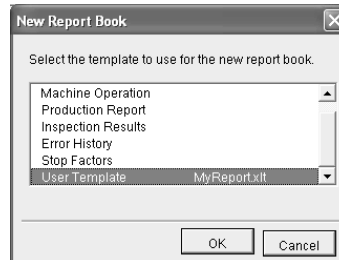 New Report Book
Select the template to use for the new report book.
Machine Operation
Production Report
Inspection Results
Error History
Stop Factors
User Template MyReport.xlt
OK Cancel